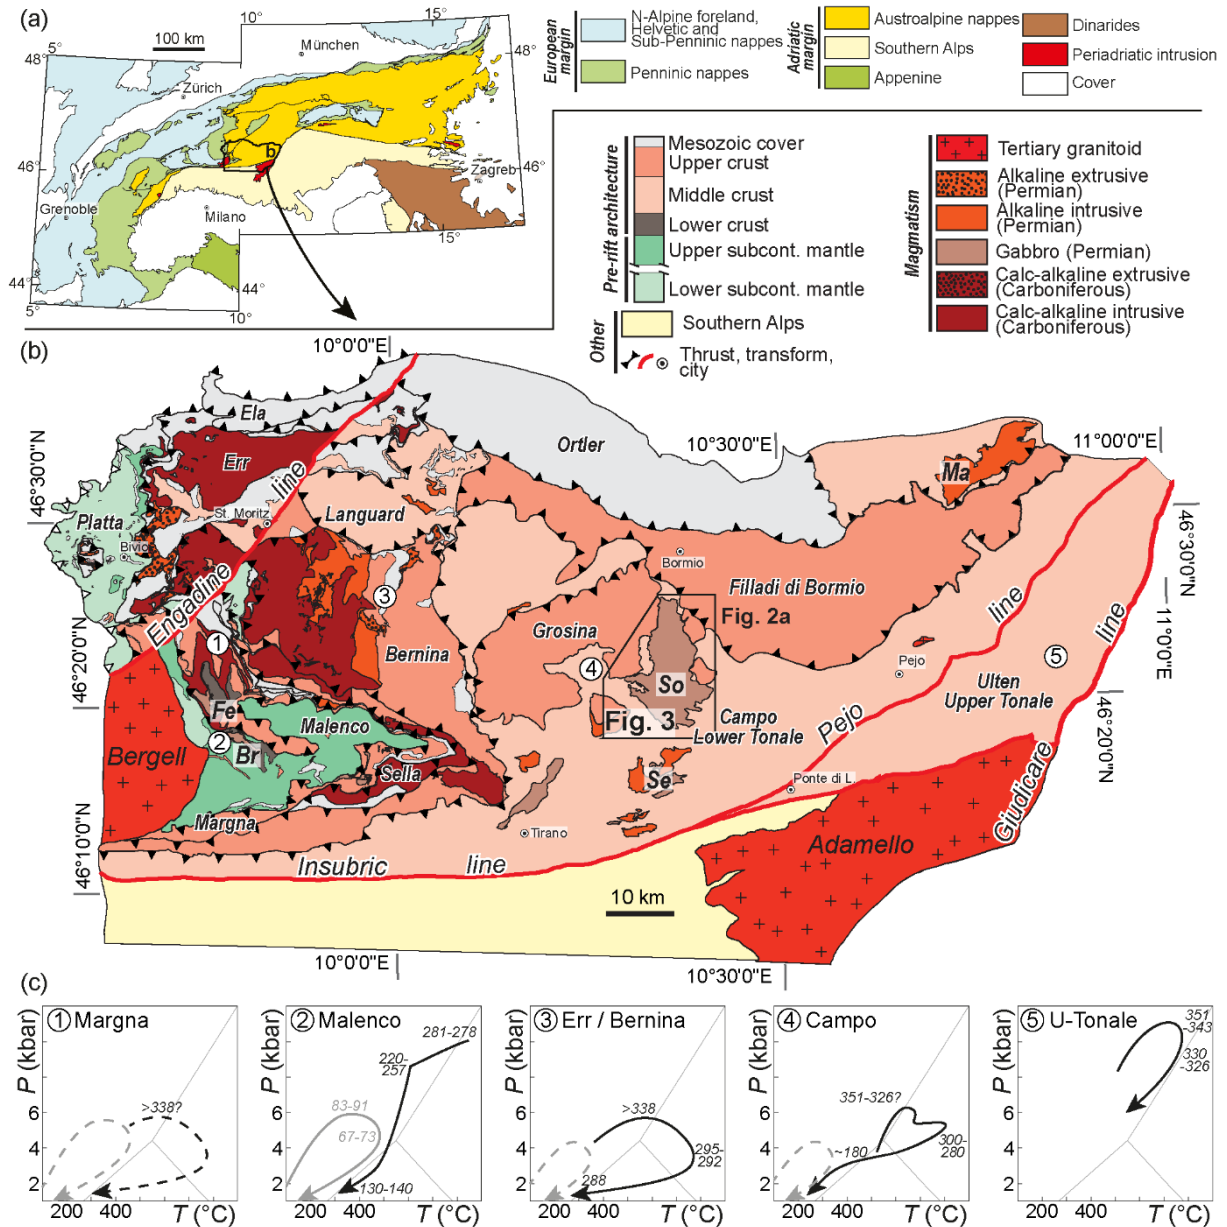 (a)
10°
15°
5°
48°
100 km
München
48°
Zürich
b
46°
46°
Zagreb
Grenoble
Milano
15°
44°
44°
5°
10°
European margin
N-Alpine foreland,
Helvetic and
Sub-Penninic nappes
Penninic nappes
Adriatic margin
Austroalpine nappes
Southern Alps
Appenine
Dinarides
Periadriatic intrusion
Cover
Pre-rift architecture
Mesozoic cover
Upper crust
Middle crust
Lower crust
Upper subcont. mantle
Lower subcont. mantle
Other
Southern Alps
Thrust, transform,
city
Magmatism
Tertiary granitoid
Alkaline extrusive
(Permian)
Alkaline intrusive
(Permian)
Gabbro (Permian)
Calc-alkaline extrusive
(Carboniferous)
Calc-alkaline intrusive
(Carboniferous)
(b)
10°0'0"E
10°30'0"E
11°00'0"E
46°30'0"N
46°20'0"N
46°10'0"N
46°30'0"N
11°0'0"E
46°20'0"N
10°0'0"E
10°30'0"E
Ela
Err
Ortler
Ma
Platta
Bivio
St. Moritz
Languard
Engadine line
Bormio
Filladi di Bormio
3
Grosina
Fig. 2a
Bernina
1
4
So
Pejo
5
Ulten
Upper Tonale
Fe
Malenco
Fig. 3
Campo
Lower Tonale
Pejo line
2
Br
Bergell
Sella
Se
Ponte di L.
Giudicare line
Margna
Tirano
Adamello
Insubric line
10 km
(c)
1 Margna
P (kbar)
6
4
2
>338?
200
400
T (°C)
2 Malenco
P (kbar)
6
4
2
281-278
220-
257
83-91
67-73
130-140
200
400
T (°C)
3 Err / Bernina
P (kbar)
6
4
2
>338
295-
292
288
200
400
T (°C)
4 Campo
P (kbar)
6
4
2
351-326?
300-
280
~180
200
400
T (°C)
5 U-Tonale
P (kbar)
6
4
2
351
-343
330
-326
200
400
T (°C)